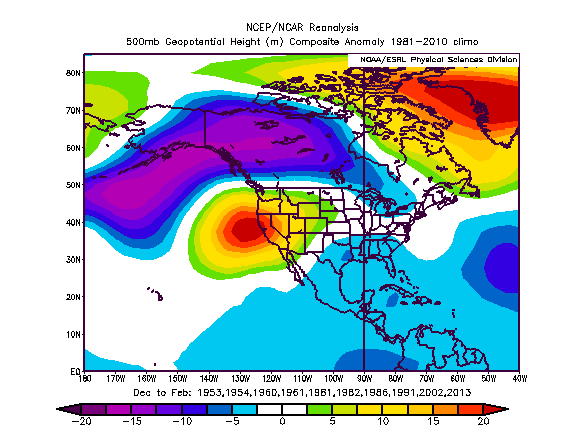 NCEP/NCAR Reanalysis
500mb Geopotential Height (m) Composite Anomaly 1981-2010 climo
NOAA/ESRL Physical Sciences Division
80N
70N
60N
50N
40N
30N
20N
10N
EQ
180 170W 160W 150W 140W 130W 120W 110W 100W 90W 80W 70W 60W 50W 40W
Dec to Feb: 1953,1954,1960,1961,1981,1982,1986,1991,2002,2013
-20 -15 -10 -5 0 5 10 15 20